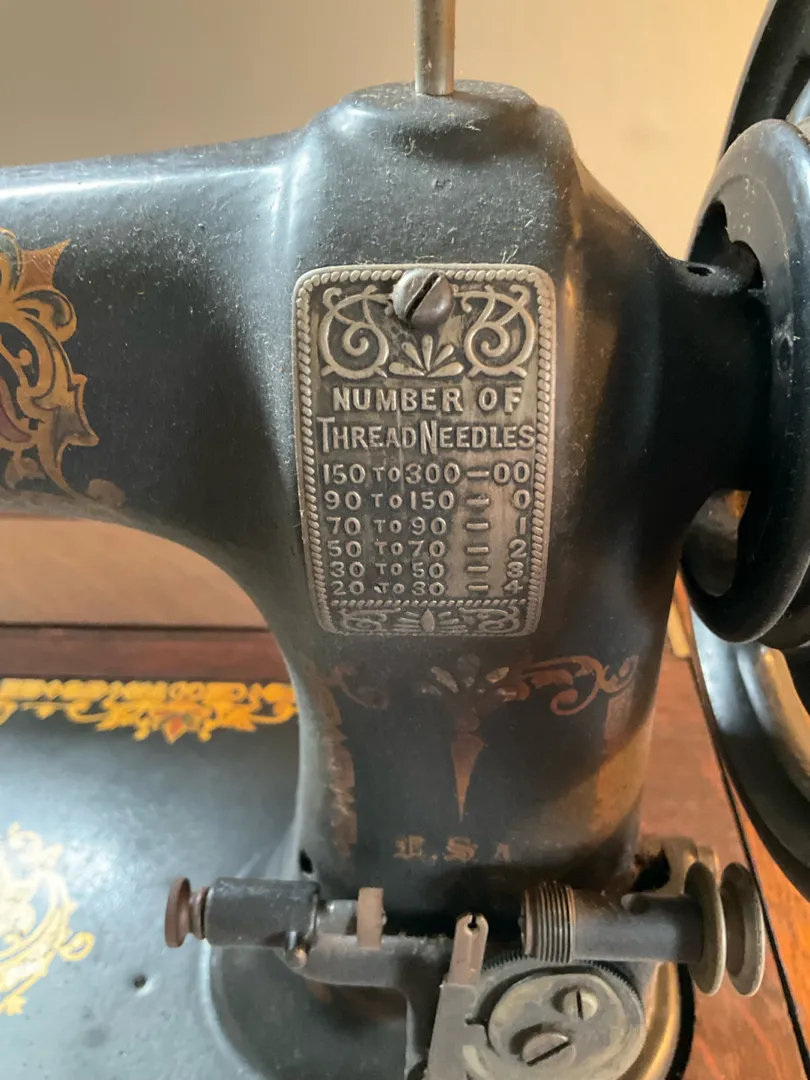 NUMBER OF
THREAD NEEDLES
150 TO 300 — 00
90 TO 150 — 0
70 TO 90 — 1
50 TO 70 — 2
30 TO 50 — 3
20 TO 30 — 4
U.S.A